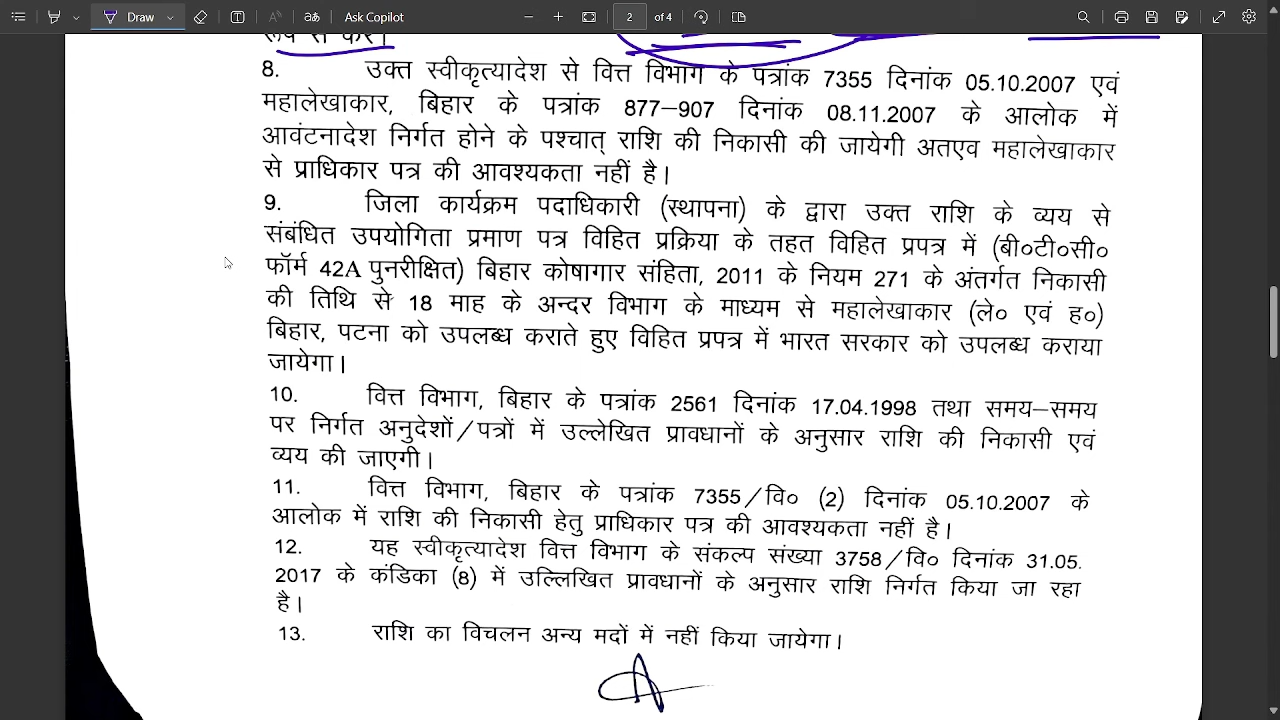 Draw
Ask Copilot
2 of 4
रूप से करें।
8. उक्त स्वीकृत्यादेश से वित्त विभाग के पत्रांक 7355 दिनांक 05.10.2007 एवं
महालेखाकार, बिहार के पत्रांक 877–907 दिनांक 08.11.2007 के आलोक में
आवंटनादेश निर्गत होने के पश्चात् राशि की निकासी की जायेगी अतएव महालेखाकार
से प्राधिकार पत्र की आवश्यकता नहीं है।
9. जिला कार्यक्रम पदाधिकारी (स्थापना) के द्वारा उक्त राशि के व्यय से
संबंधित उपयोगिता प्रमाण पत्र विहित प्रक्रिया के तहत विहित प्रपत्र में (बी०टी०सी०
फॉर्म 42A पुनरीक्षित) बिहार कोषागार संहिता, 2011 के नियम 271 के अंतर्गत निकासी
की तिथि से 18 माह के अन्दर विभाग के माध्यम से महालेखाकार (ले० एवं ह०)
बिहार, पटना को उपलब्ध कराते हुए विहित प्रपत्र में भारत सरकार को उपलब्ध कराया
जायेगा।
10. वित्त विभाग, बिहार के पत्रांक 2561 दिनांक 17.04.1998 तथा समय–समय
पर निर्गत अनुदेशों/पत्रों में उल्लेखित प्रावधानों के अनुसार राशि की निकासी एवं
व्यय की जाएगी।
11. वित्त विभाग, बिहार के पत्रांक 7355/वि० (2) दिनांक 05.10.2007 के
आलोक में राशि की निकासी हेतु प्राधिकार पत्र की आवश्यकता नहीं है।
12. यह स्वीकृत्यादेश वित्त विभाग के संकल्प संख्या 3758/वि० दिनांक 31.05.
2017 के कंडिका (8) में उल्लिखित प्रावधानों के अनुसार राशि निर्गत किया जा रहा
है।
13. राशि का विचलन अन्य मदों में नहीं किया जायेगा।